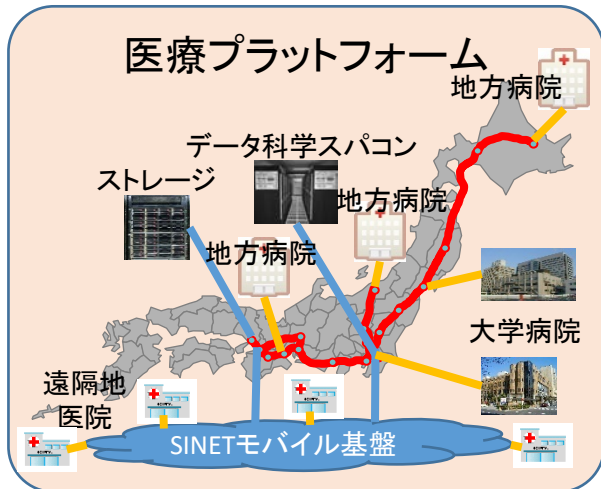 医療プラットフォーム
地方病院
データ科学スパコン
ストレージ
地方病院
地方病院
大学病院
遠隔地
医院
SINETモバイル基盤